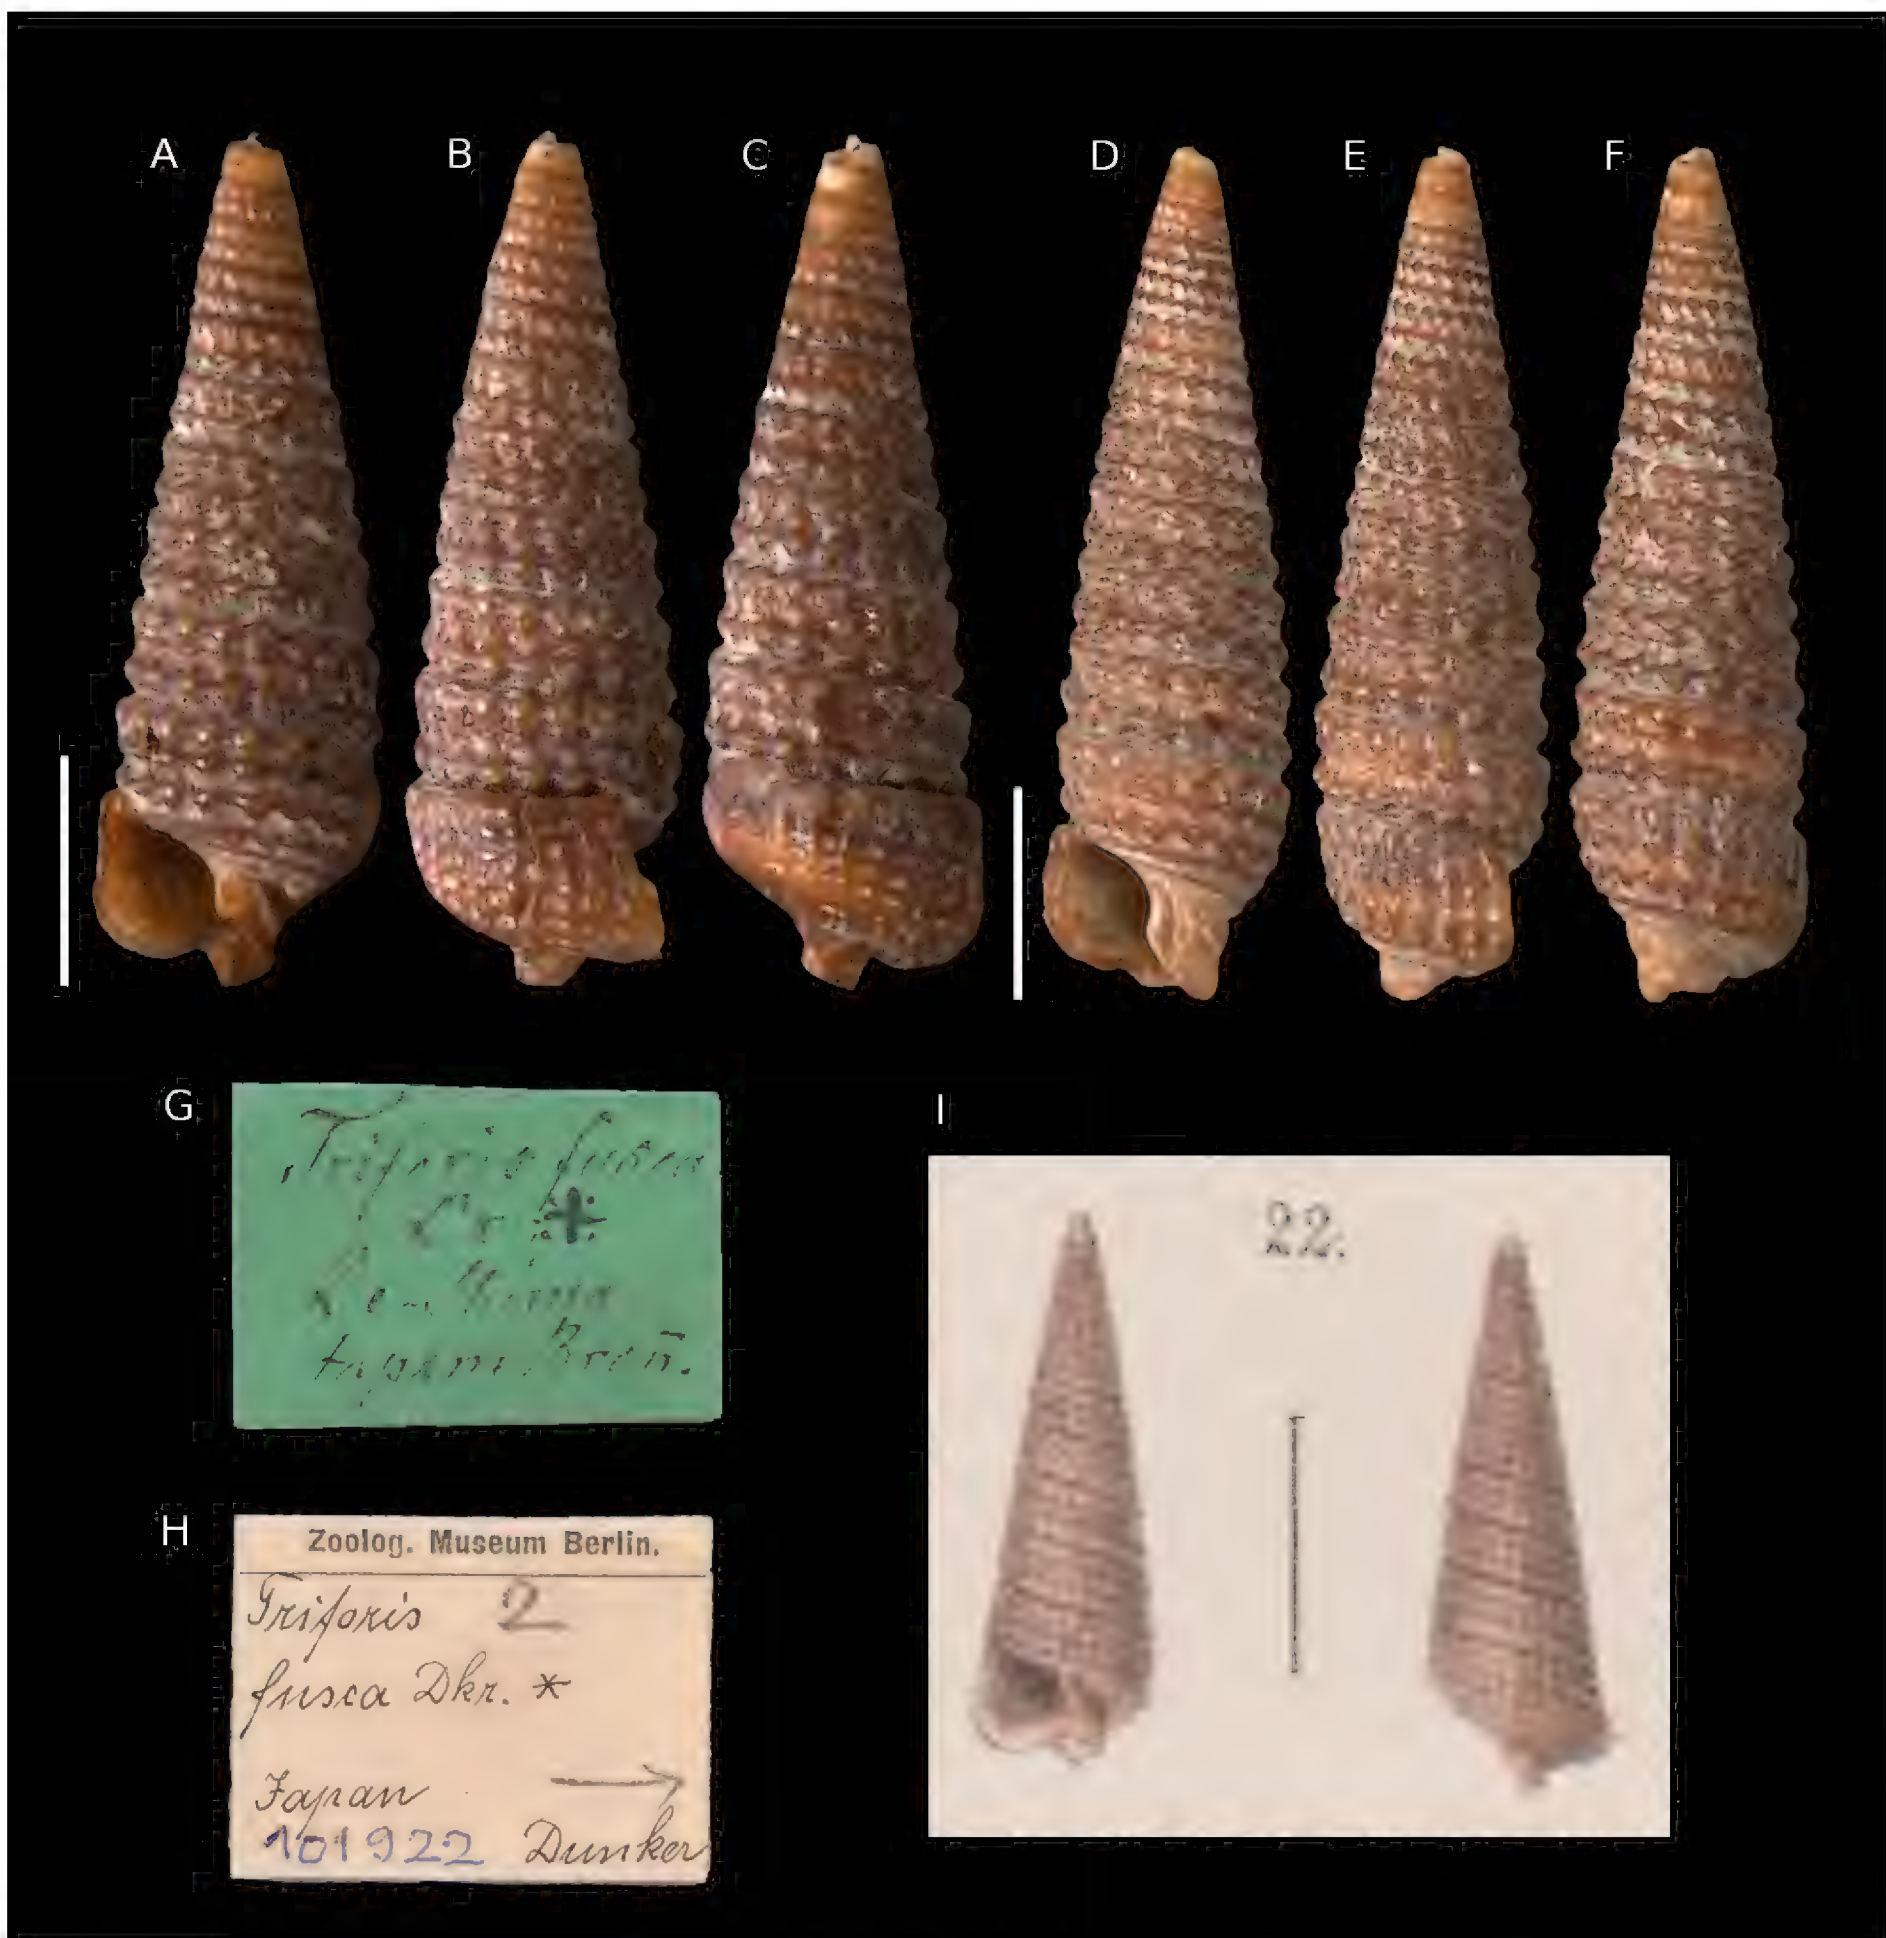 A B C D E F
G
Triforis fusca
I
22.
H
Zoolog. Museum Berlin.
Triforis 2
fusca Dkr. *
Japan
101922 Dunker